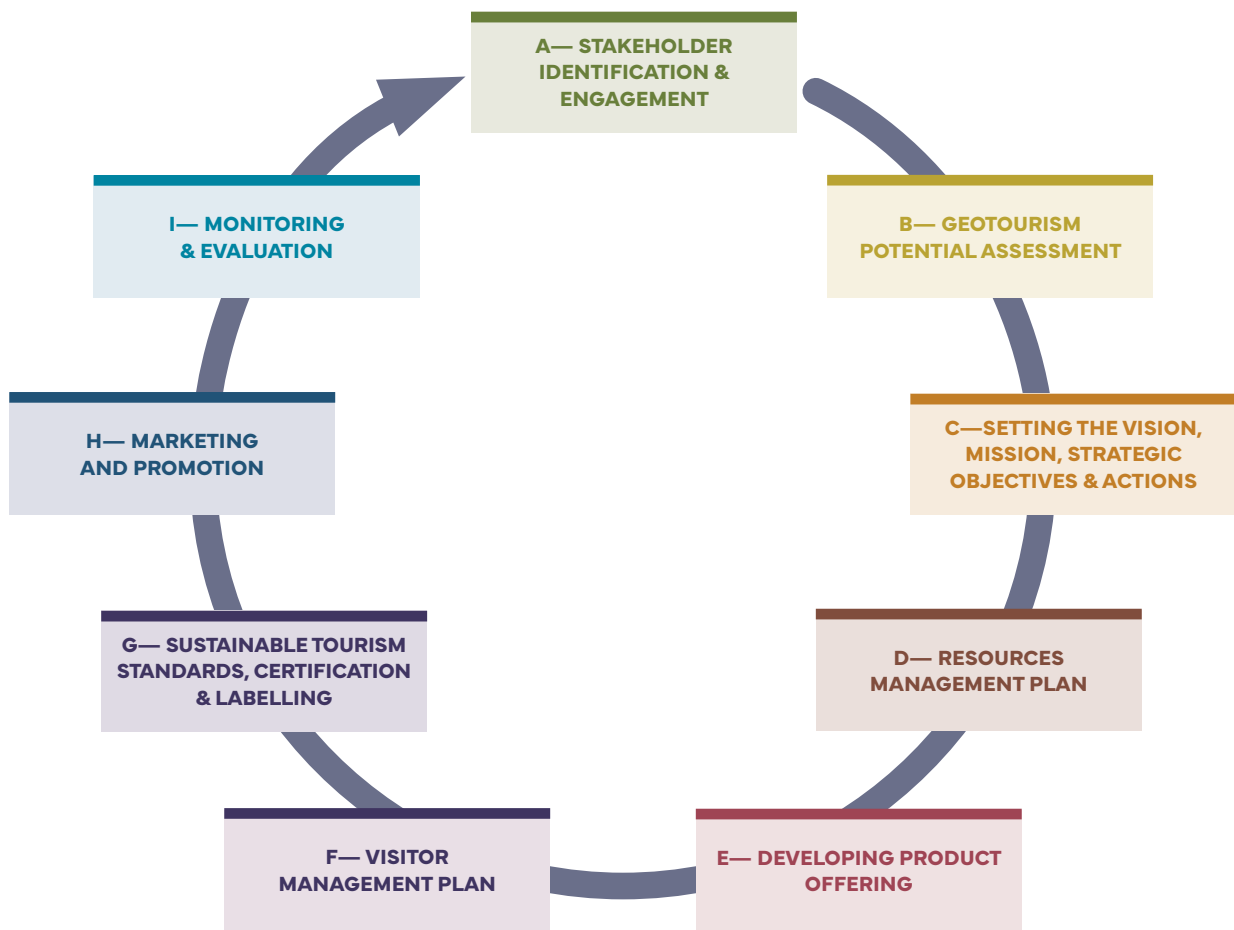 A— STAKEHOLDER
IDENTIFICATION &
ENGAGEMENT
B— GEOTOURISM
POTENTIAL ASSESSMENT
C—SETTING THE VISION,
MISSION, STRATEGIC
OBJECTIVES & ACTIONS
D— RESOURCES
MANAGEMENT PLAN
E— DEVELOPING PRODUCT
OFFERING
F— VISITOR
MANAGEMENT PLAN
G— SUSTAINABLE TOURISM
STANDARDS, CERTIFICATION
& LABELLING
H— MARKETING
AND PROMOTION
I— MONITORING
& EVALUATION